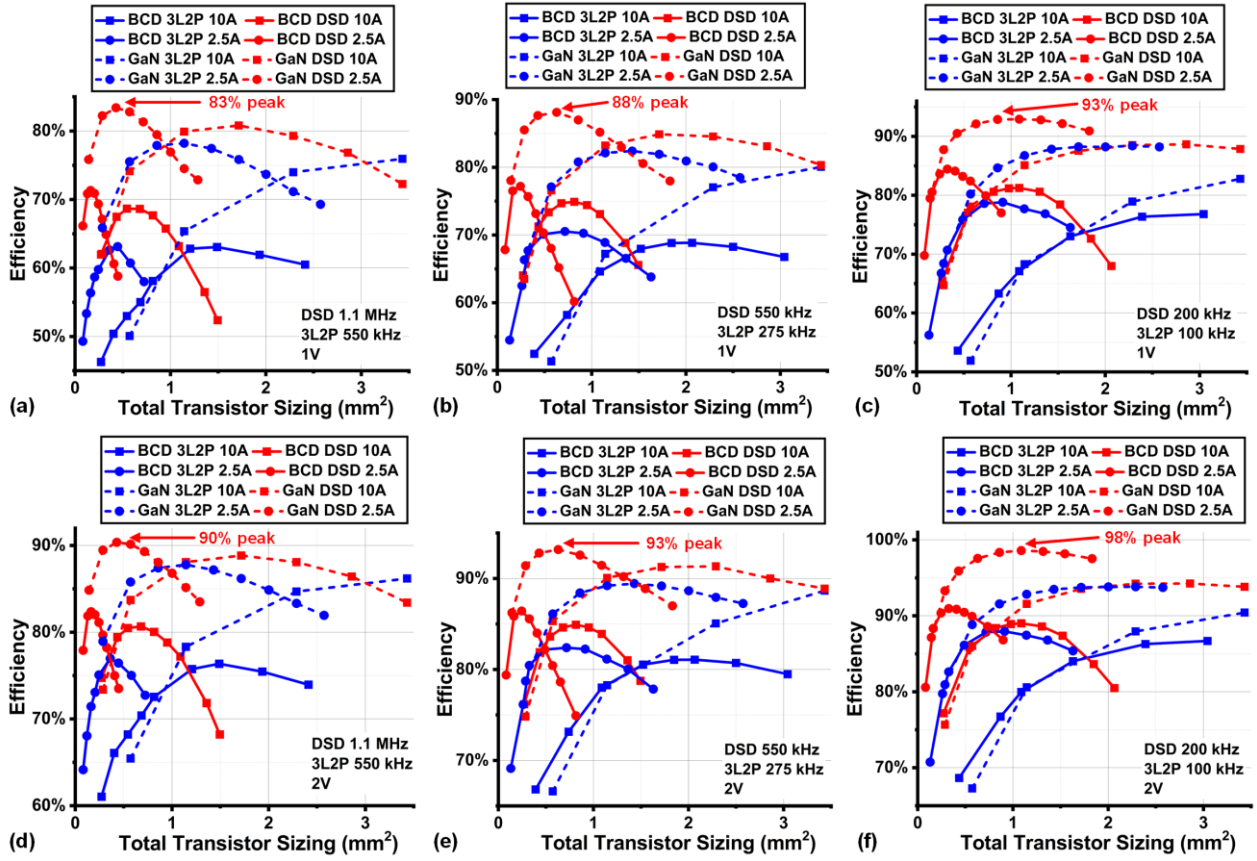 (a)
BCD 3L2P 10A BCD DSD 10A
BCD 3L2P 2.5A BCD DSD 2.5A
GaN 3L2P 10A GaN DSD 10A
GaN 3L2P 2.5A GaN DSD 2.5A
83% peak
80%
70%
60%
50%
Efficiency
DSD 1.1 MHz
3L2P 550 kHz
1V
0 1 2 3
Total Transistor Sizing (mm²)
(b)
BCD 3L2P 10A BCD DSD 10A
BCD 3L2P 2.5A BCD DSD 2.5A
GaN 3L2P 10A GaN DSD 10A
GaN 3L2P 2.5A GaN DSD 2.5A
88% peak
90%
80%
70%
60%
50%
Efficiency
DSD 550 kHz
3L2P 275 kHz
1V
0 1 2 3
Total Transistor Sizing (mm²)
(c)
BCD 3L2P 10A BCD DSD 10A
BCD 3L2P 2.5A BCD DSD 2.5A
GaN 3L2P 10A GaN DSD 10A
GaN 3L2P 2.5A GaN DSD 2.5A
93% peak
90%
80%
70%
60%
50%
Efficiency
DSD 200 kHz
3L2P 100 kHz
1V
0 1 2 3
Total Transistor Sizing (mm²)
(d)
BCD 3L2P 10A BCD DSD 10A
BCD 3L2P 2.5A BCD DSD 2.5A
GaN 3L2P 10A GaN DSD 10A
GaN 3L2P 2.5A GaN DSD 2.5A
90% peak
90%
80%
70%
60%
Efficiency
DSD 1.1 MHz
3L2P 550 kHz
2V
0 1 2 3
Total Transistor Sizing (mm²)
(e)
BCD 3L2P 10A BCD DSD 10A
BCD 3L2P 2.5A BCD DSD 2.5A
GaN 3L2P 10A GaN DSD 10A
GaN 3L2P 2.5A GaN DSD 2.5A
93% peak
90%
80%
70%
Efficiency
DSD 550 kHz
3L2P 275 kHz
2V
0 1 2 3
Total Transistor Sizing (mm²)
(f)
BCD 3L2P 10A BCD DSD 10A
BCD 3L2P 2.5A BCD DSD 2.5A
GaN 3L2P 10A GaN DSD 10A
GaN 3L2P 2.5A GaN DSD 2.5A
98% peak
100%
90%
80%
70%
Efficiency
DSD 200 kHz
3L2P 100 kHz
2V
0 1 2 3
Total Transistor Sizing (mm²)